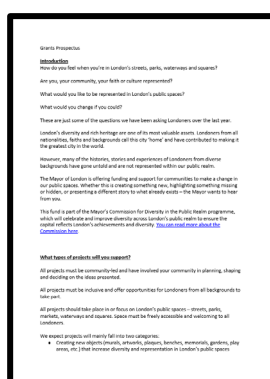 Grants Prospectus
Introduction
How do you feel when you're in London's streets, parks, waterways and squares?
Are you, your community, your faith or culture represented?
What would you like to be represented in London's public spaces?
What would you change if you could?
These are just some of the questions we have been asking Londoners over the last year.
London's diversity and rich heritage are one of its most valuable assets. Londoners from all
nationalities, faiths and backgrounds call this city 'home' and have contributed to making it
the greatest city in the world.
However, many of the histories, stories and experiences of Londoners from diverse
backgrounds have gone untold and are not represented within our public realm.
The Mayor of London is offering funding and support for communities to make a change in
our public spaces. Whether this is creating something new, highlighting something missing
or hidden, or presenting a different story to what already exists – the Mayor wants to hear
from you.
This fund is part of the Mayor's Commission for Diversity in the Public Realm programme,
which will celebrate and improve diversity across London's public realm to ensure the
capital reflects London's achievements and diversity. You can read more about the
Commission here.
What types of projects will you support?
All projects must be community-led and have involved your community in planning, shaping
and deciding on the ideas presented.
All projects must be inclusive and offer opportunities for Londoners from all backgrounds to
take part.
All projects should take place in or focus on London's public spaces – streets, parks,
markets, waterways and squares. Space must be freely accessible and welcoming to all
Londoners.
We expect projects will mainly fall into two categories:
• Creating new objects (murals, artworks, plaques, benches, memorials, gardens, play
areas, etc.) that increase diversity and representation in London's public spaces